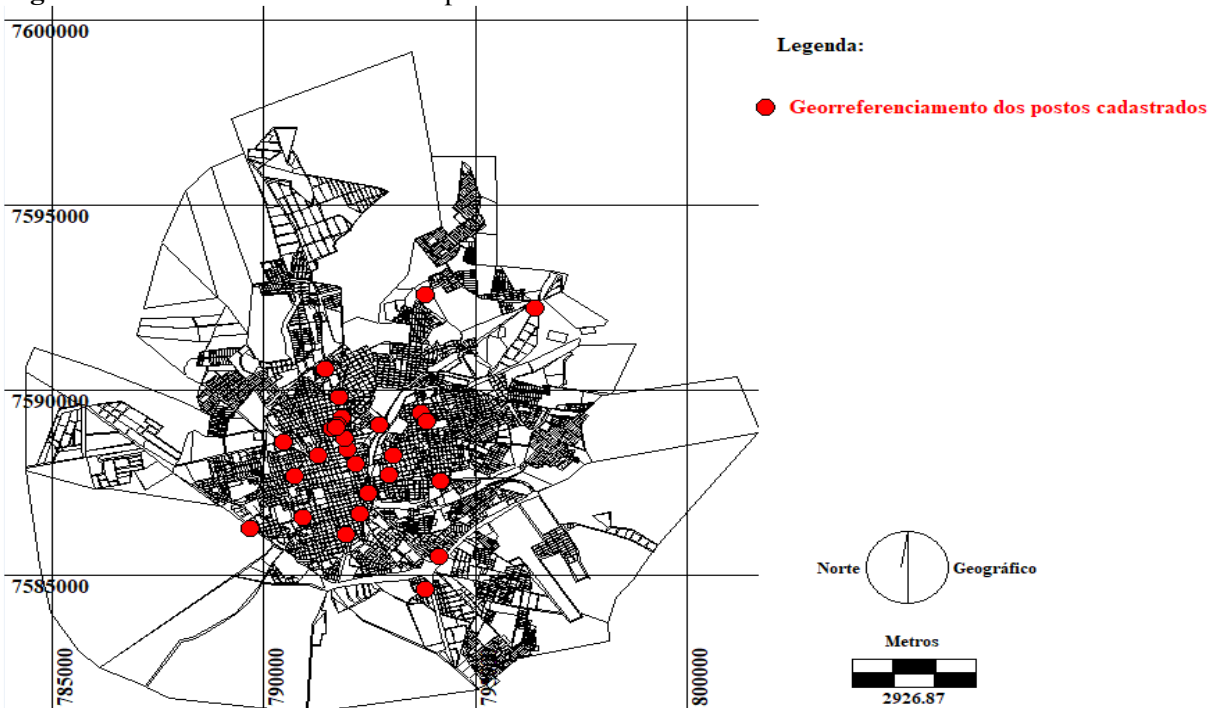 7600000
Legenda:
Georreferenciamento dos postos cadastrados
7595000
7590000
7585000
Norte
Geográfico
785000
790000
800000
Metros
2926.87